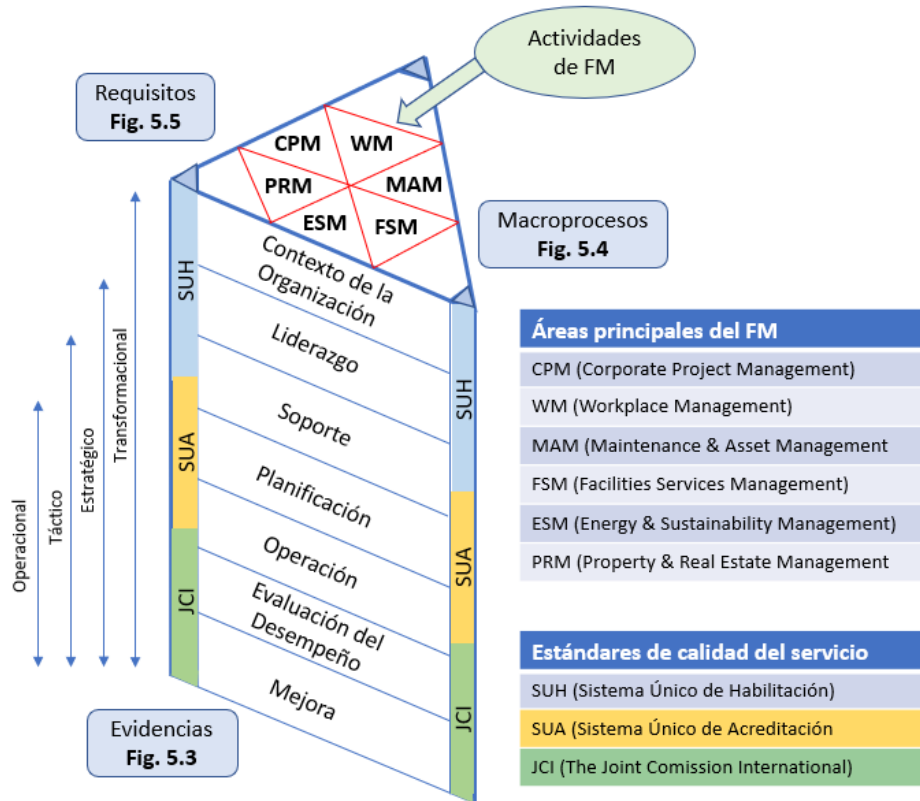 Actividades
de FM
Requisitos
Fig. 5.5
CPM
WM
PRM
MAM
ESM
FSM
Macroprocesos
Fig. 5.4
SUH
SUA
JCI
Contexto de la
Organización
Liderazgo
Soporte
Planificación
Operación
Evaluación del
Desempeño
Mejora
SUH
SUA
JCI
Operacional
Táctico
Estratégico
Transformacional
Evidencias
Fig. 5.3
Áreas principales del FM
CPM (Corporate Project Management)
WM (Workplace Management)
MAM (Maintenance & Asset Management
FSM (Facilities Services Management)
ESM (Energy & Sustainability Management)
PRM (Property & Real Estate Management
Estándares de calidad del servicio
SUH (Sistema Único de Habilitación)
SUA (Sistema Único de Acreditación
JCI (The Joint Comission International)